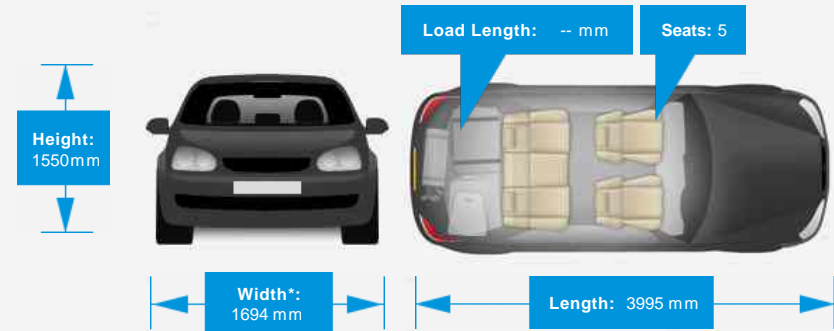 Load Length: -- mm
Seats: 5
Height:
1550mm
Width*:
1694 mm
Length: 3995 mm